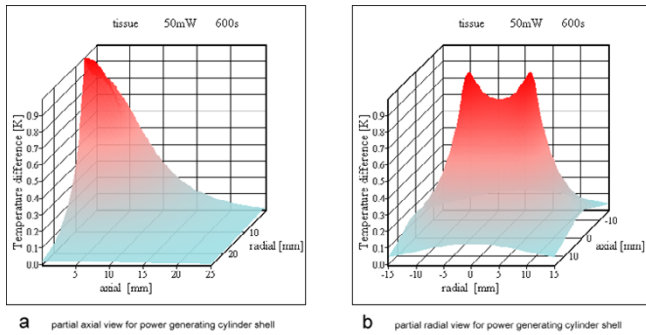 tissue 50mW 600s
Temperature difference [K]
0.9
0.8
0.7
0.6
0.5
0.4
0.3
0.2
0.1
0.0
5 10 15 20 25
axial [mm]
10
20
radial [mm]
a partial axial view for power generating cylinder shell
tissue 50mW 600s
Temperature difference [K]
0.9
0.8
0.7
0.6
0.5
0.4
0.3
0.2
0.1
0.0
-15 -10 -5 0 5 10 15
radial [mm]
-10
0
10
axial [mm]
b partial radial view for power generating cylinder shell